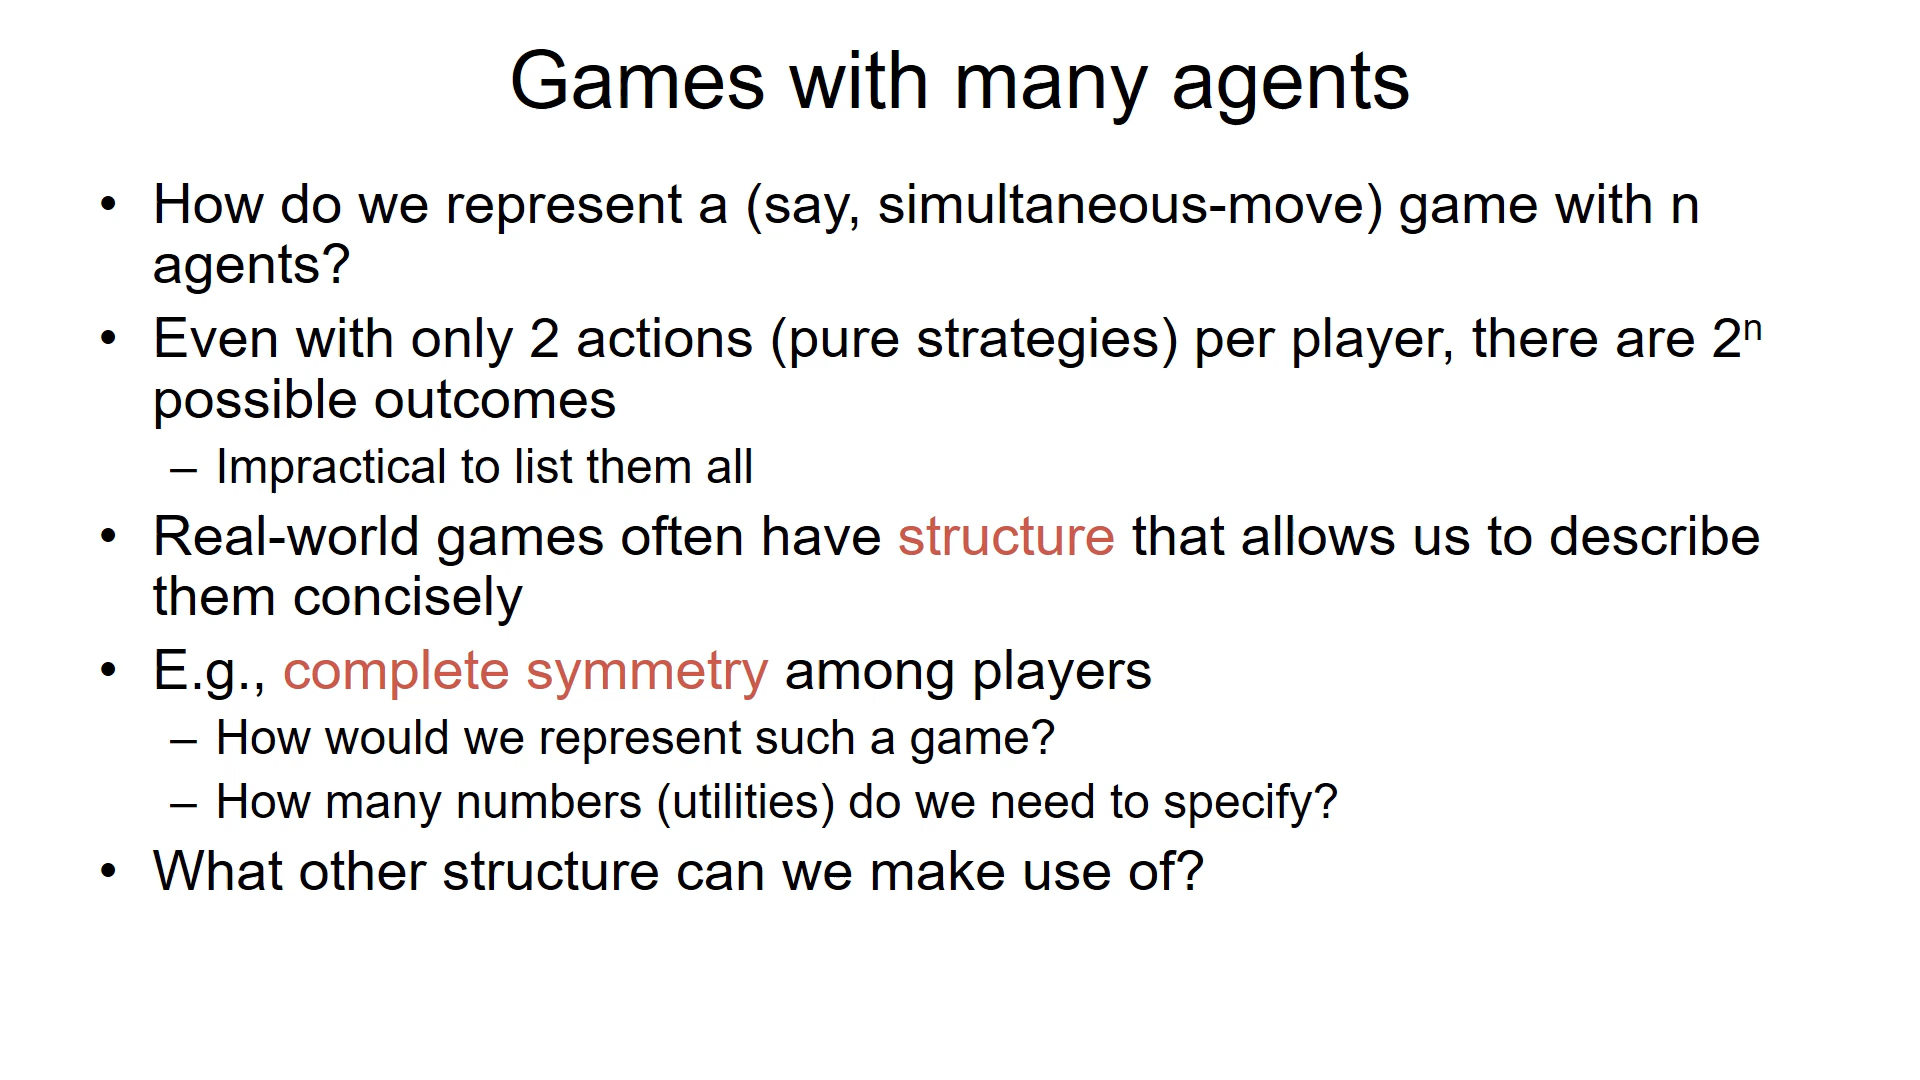 Games with many agents
• How do we represent a (say, simultaneous-move) game with n
agents?
• Even with only 2 actions (pure strategies) per player, there are 2ⁿ
possible outcomes
– Impractical to list them all
• Real-world games often have structure that allows us to describe
them concisely
• E.g., complete symmetry among players
– How would we represent such a game?
– How many numbers (utilities) do we need to specify?
• What other structure can we make use of?